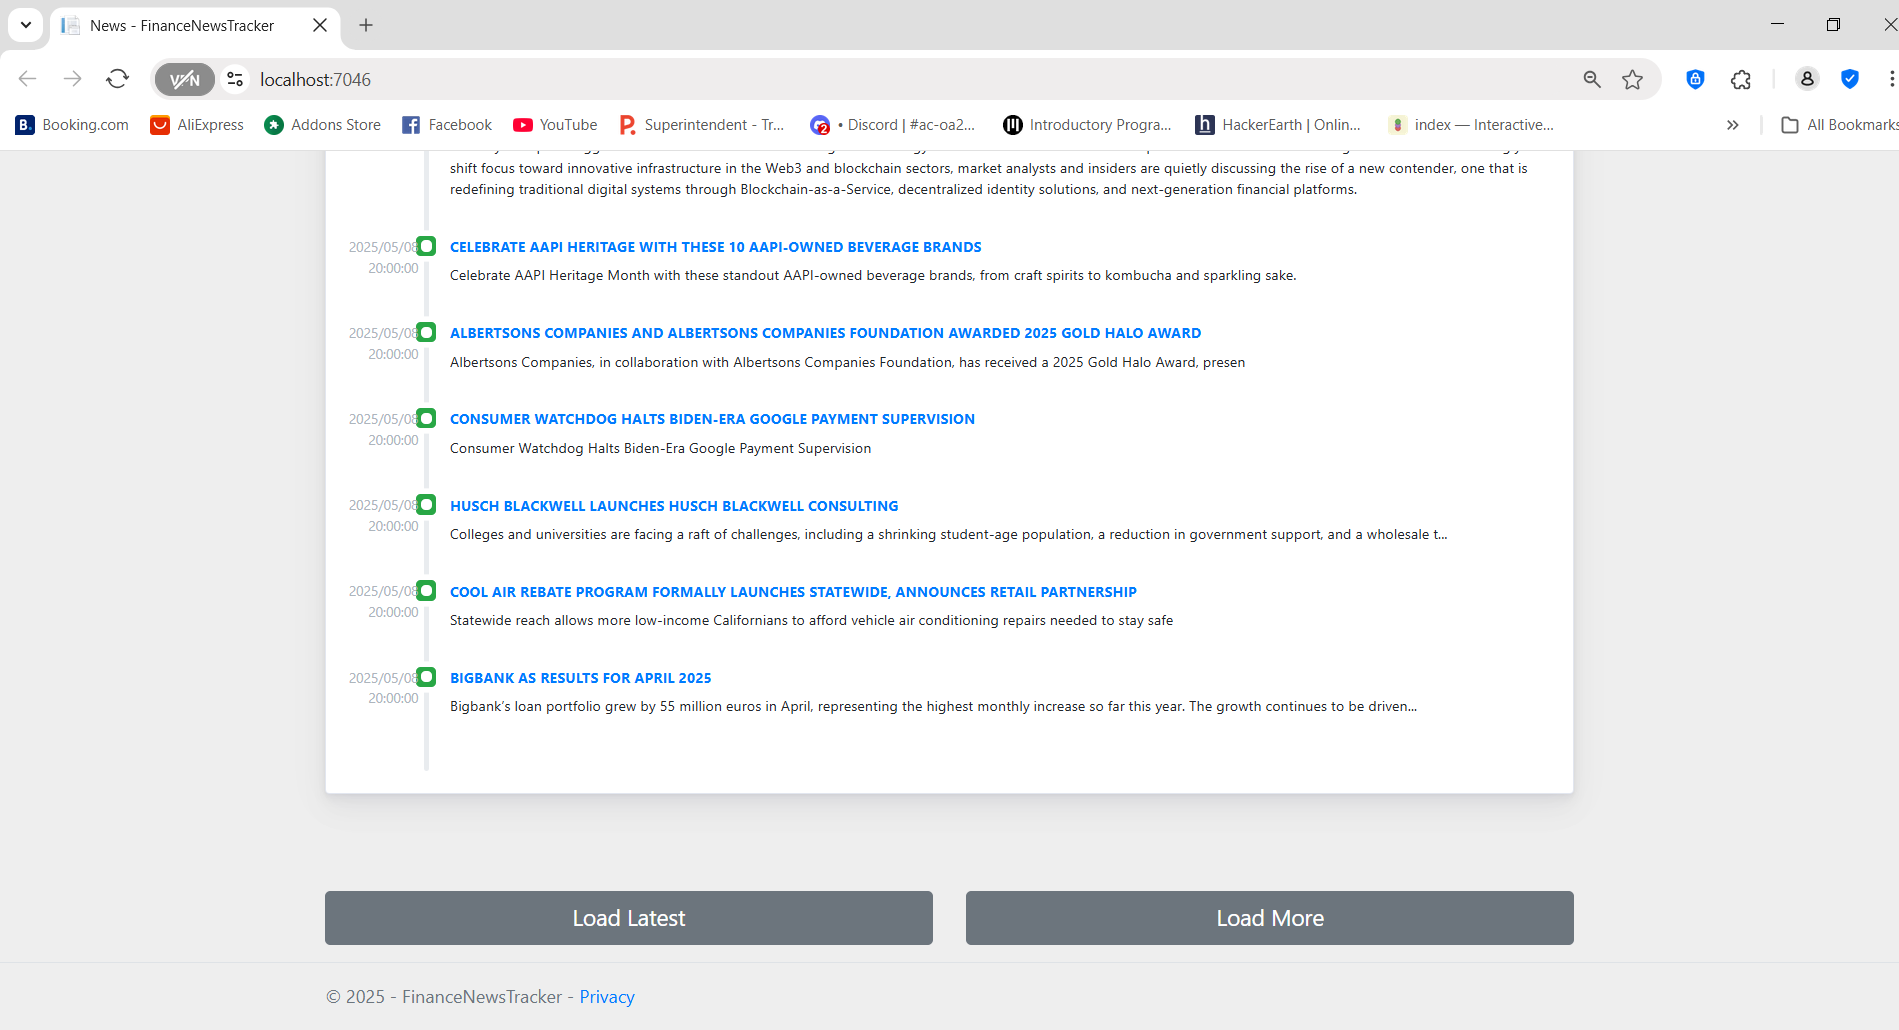 News - FinanceNewsTracker
VPN
localhost:7046
B. Booking.com
AliExpress
Addons Store
Facebook
YouTube
Superintendent - Tr...
2 • Discord | #ac-oa2...
Introductory Progra...
h HackerEarth | Onlin...
index — Interactive...
» All Bookmarks
shift focus toward innovative infrastructure in the Web3 and blockchain sectors, market analysts and insiders are quietly discussing the rise of a new contender, one that is
redefining traditional digital systems through Blockchain-as-a-Service, decentralized identity solutions, and next-generation financial platforms.
2025/05/08
20:00:00
CELEBRATE AAPI HERITAGE WITH THESE 10 AAPI-OWNED BEVERAGE BRANDS
Celebrate AAPI Heritage Month with these standout AAPI-owned beverage brands, from craft spirits to kombucha and sparkling sake.
2025/05/08
20:00:00
ALBERTSONS COMPANIES AND ALBERTSONS COMPANIES FOUNDATION AWARDED 2025 GOLD HALO AWARD
Albertsons Companies, in collaboration with Albertsons Companies Foundation, has received a 2025 Gold Halo Award, presen
2025/05/08
20:00:00
CONSUMER WATCHDOG HALTS BIDEN-ERA GOOGLE PAYMENT SUPERVISION
Consumer Watchdog Halts Biden-Era Google Payment Supervision
2025/05/08
20:00:00
HUSCH BLACKWELL LAUNCHES HUSCH BLACKWELL CONSULTING
Colleges and universities are facing a raft of challenges, including a shrinking student-age population, a reduction in government support, and a wholesale t...
2025/05/08
20:00:00
COOL AIR REBATE PROGRAM FORMALLY LAUNCHES STATEWIDE, ANNOUNCES RETAIL PARTNERSHIP
Statewide reach allows more low-income Californians to afford vehicle air conditioning repairs needed to stay safe
2025/05/08
20:00:00
BIGBANK AS RESULTS FOR APRIL 2025
Bigbank's loan portfolio grew by 55 million euros in April, representing the highest monthly increase so far this year. The growth continues to be driven...
Load Latest
Load More
© 2025 - FinanceNewsTracker - Privacy